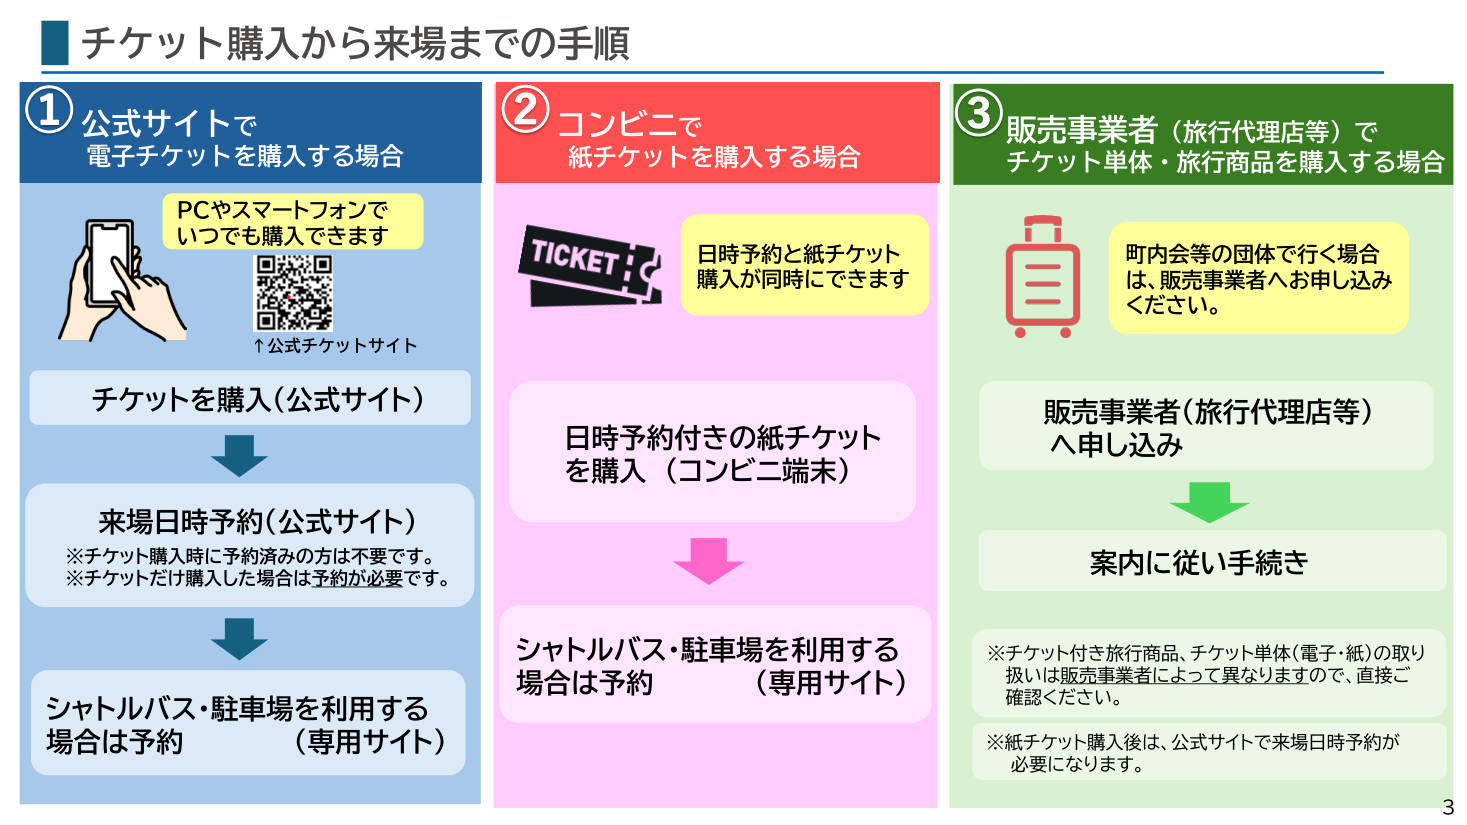 チケット購入から来場までの手順
① 公式サイトで
電子チケットを購入する場合
PCやスマートフォンで
いつでも購入できます
↑公式チケットサイト
チケットを購入(公式サイト)
来場日時予約(公式サイト)
※チケット購入時に予約済みの方は不要です。
※チケットだけ購入した場合は予約が必要です。
シャトルバス・駐車場を利用する
場合は予約 (専用サイト)
② コンビニで
紙チケットを購入する場合
TICKET
日時予約と紙チケット
購入が同時にできます
日時予約付きの紙チケット
を購入 (コンビニ端末)
シャトルバス・駐車場を利用する
場合は予約 (専用サイト)
③ 販売事業者(旅行代理店等)で
チケット単体・旅行商品を購入する場合
町内会等の団体で行く場合
は、販売事業者へお申し込み
ください。
販売事業者(旅行代理店等)
へ申し込み
案内に従い手続き
※チケット付き旅行商品、チケット単体(電子・紙)の取り
扱いは販売事業者によって異なりますので、直接ご
確認ください。
※紙チケット購入後は、公式サイトで来場日時予約が
必要になります。
3